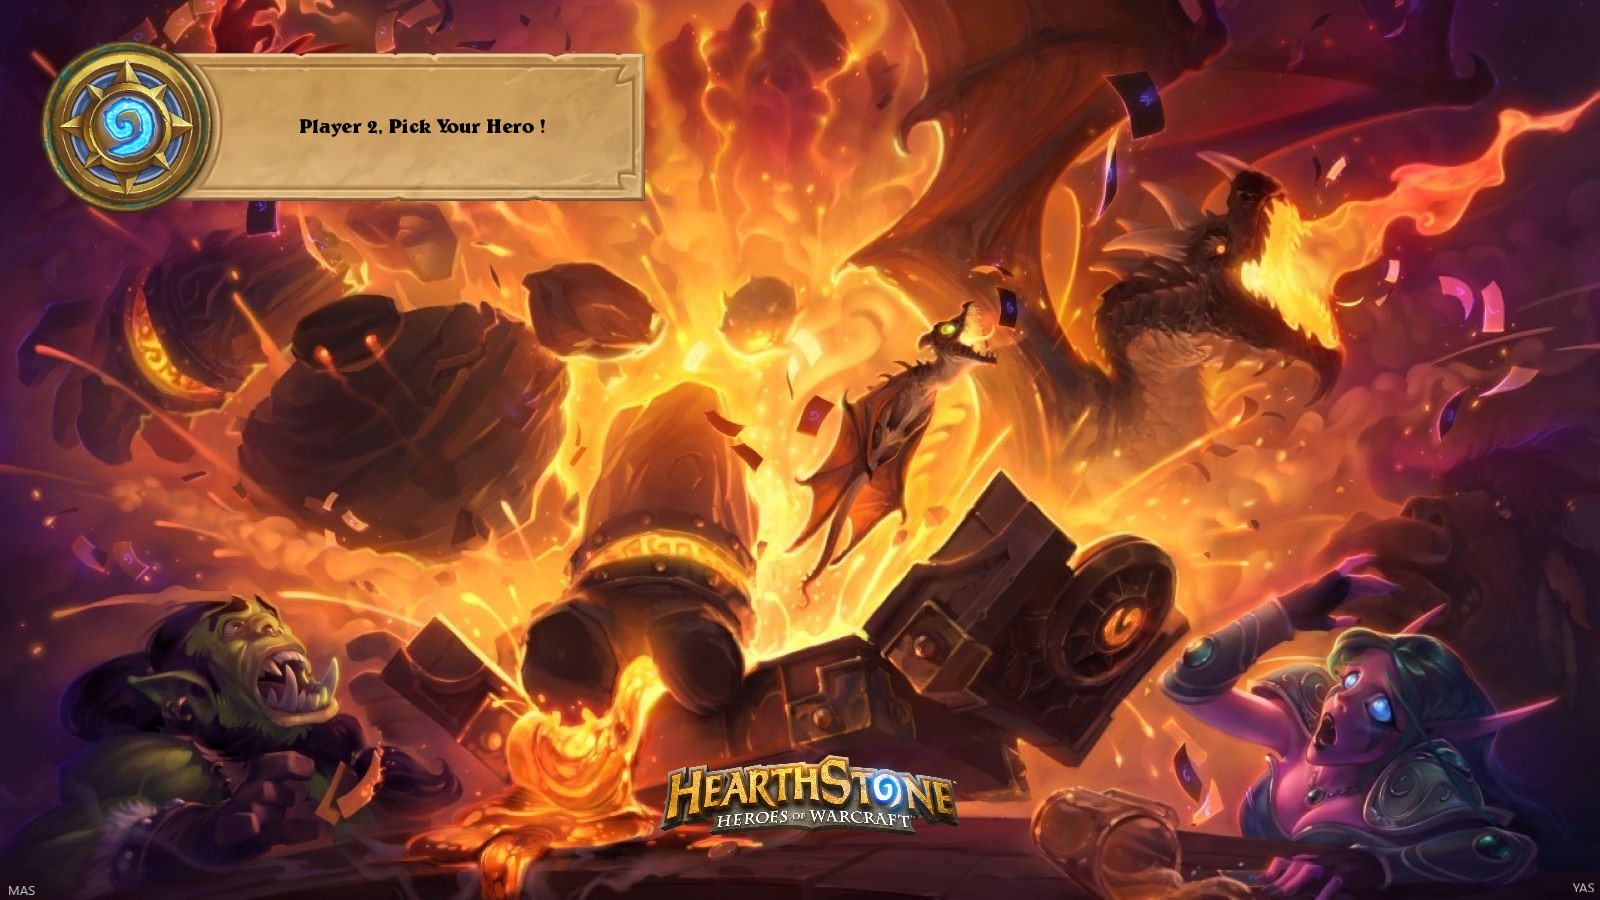 Player 2, Pick Your Hero !
HEARTHSTONE
HEROES OF WARCRAFT
MAS
YAS